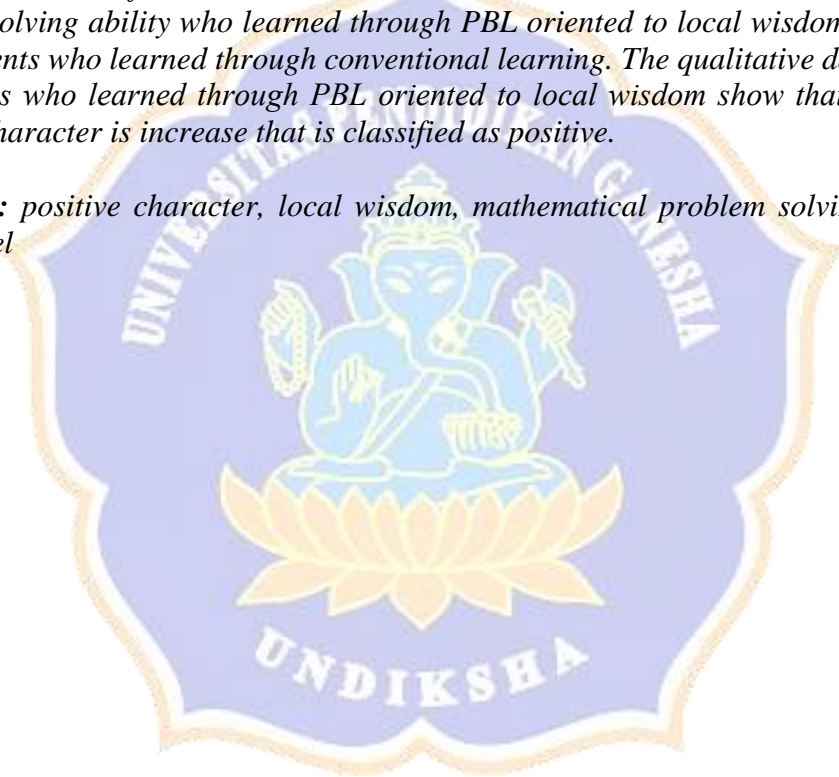 olving ability who learned through PBL oriented to local wisdom
ents who learned through conventional learning. The qualitative d
s who learned through PBL oriented to local wisdom show than
haracter is increase that is classified as positive.
: positive character, local wisdom, mathematical problem solvi
el
UNIVERSITAS PENDIDIKAN GANESHA
UNDIKSHA